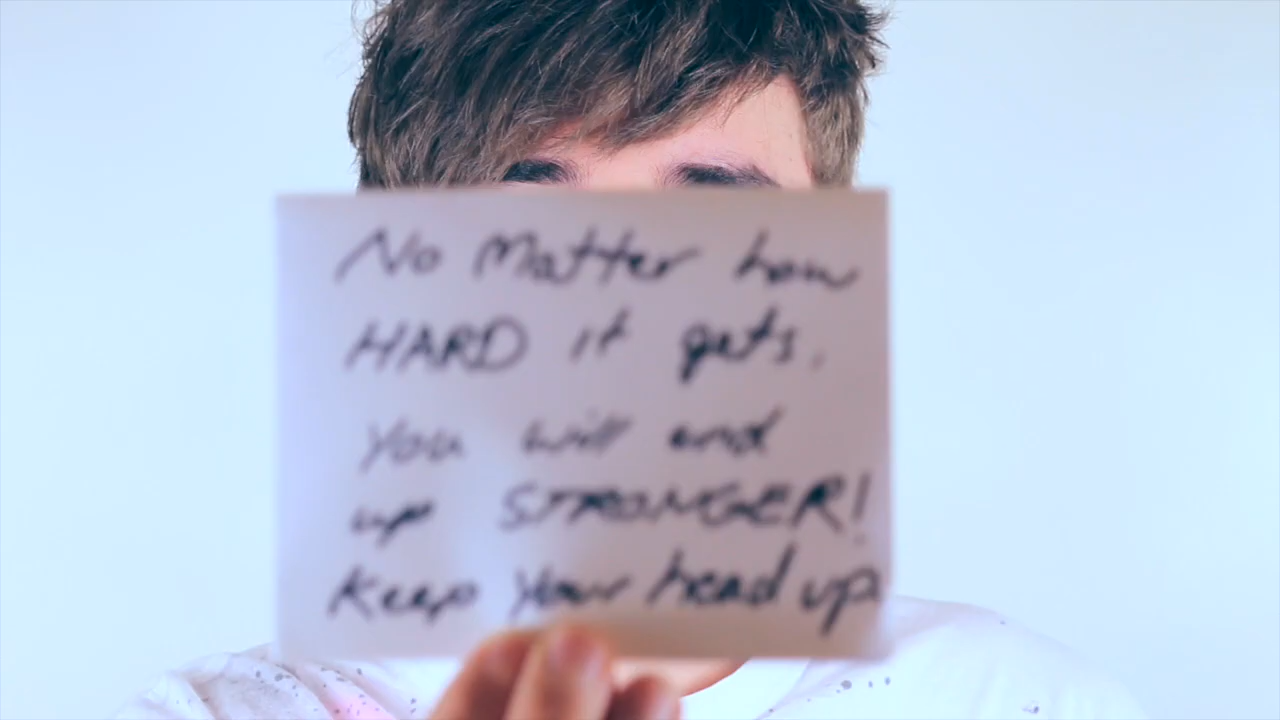 No Matter how
HARD it gets,
You will end
up STRONGER!
Keep your head up